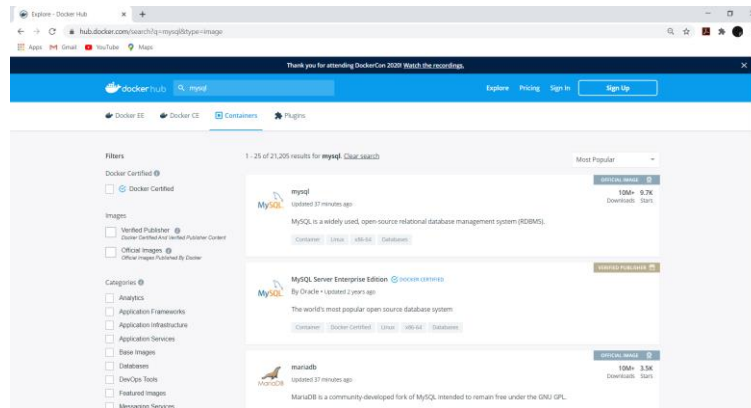 Explore - Docker Hub
hub.docker.com/search?q=mysql&type=image
Apps Gmail YouTube Maps
Thank you for attending DockerCon 2020! Watch the recordings.
docker hub mysql Explore Pricing Sign In Sign Up
Docker EE Docker CE Containers Plugins
Filters
1 - 25 of 21,205 results for mysql. Clear search
Most Popular
Docker Certified
Docker Certified
Images
Verified Publisher
Docker Certified And Verified Publisher Content
Official Images
Official Images Published By Docker
Categories
Analytics
Application Frameworks
Application Infrastructure
Application Services
Base Images
Databases
DevOps Tools
Featured Images
Messaging Services
OFFICIAL IMAGE
MySQL
mysql
Updated 37 minutes ago
10M+ 9.7K
Downloads Stars
MySQL is a widely used, open-source relational database management system (RDBMS).
Container Linux x86-64 Databases
VERIFIED PUBLISHER
MySQL
MySQL Server Enterprise Edition DOCKER CERTIFIED
By Oracle • Updated 2 years ago
The world's most popular open source database system
Container Docker Certified Linux x86-64 Databases
OFFICIAL IMAGE
MariaDB
mariadb
Updated 37 minutes ago
10M+ 3.5K
Downloads Stars
MariaDB is a community-developed fork of MySQL intended to remain free under the GNU GPL.